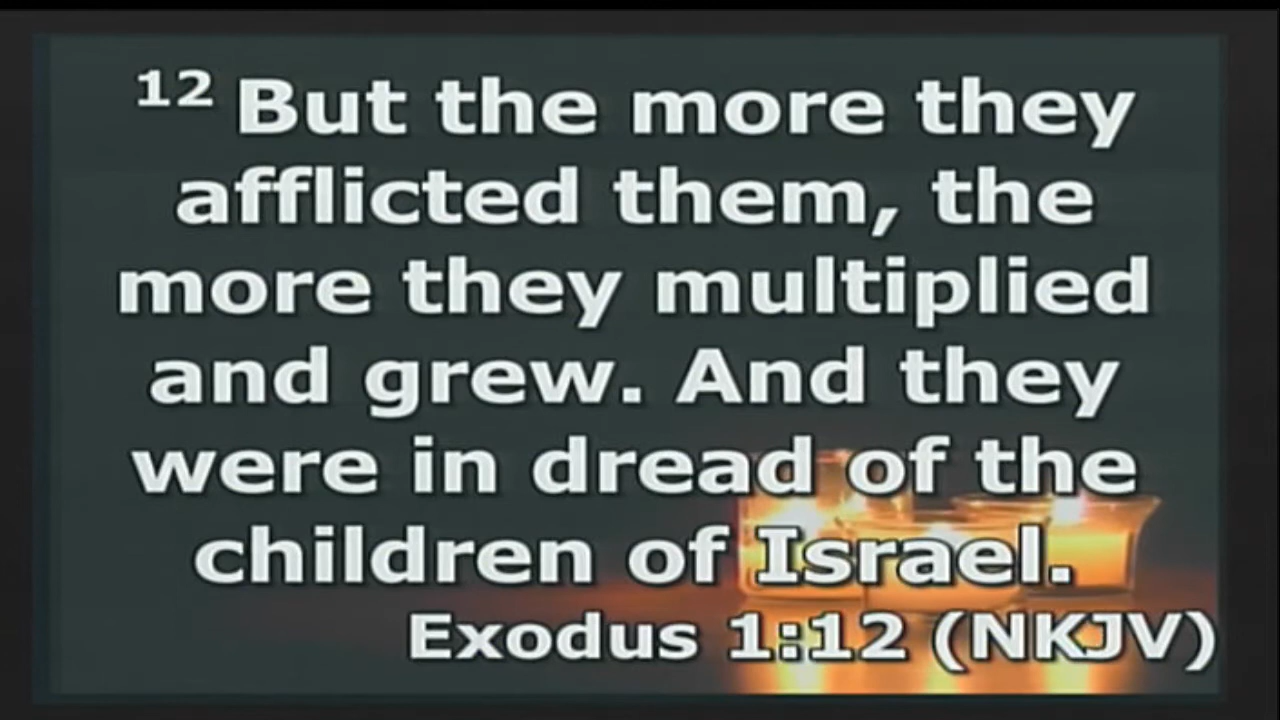 12 But the more they
afflicted them, the
more they multiplied
and grew. And they
were in dread of the
children of Israel.
Exodus 1:12 (NKJV)